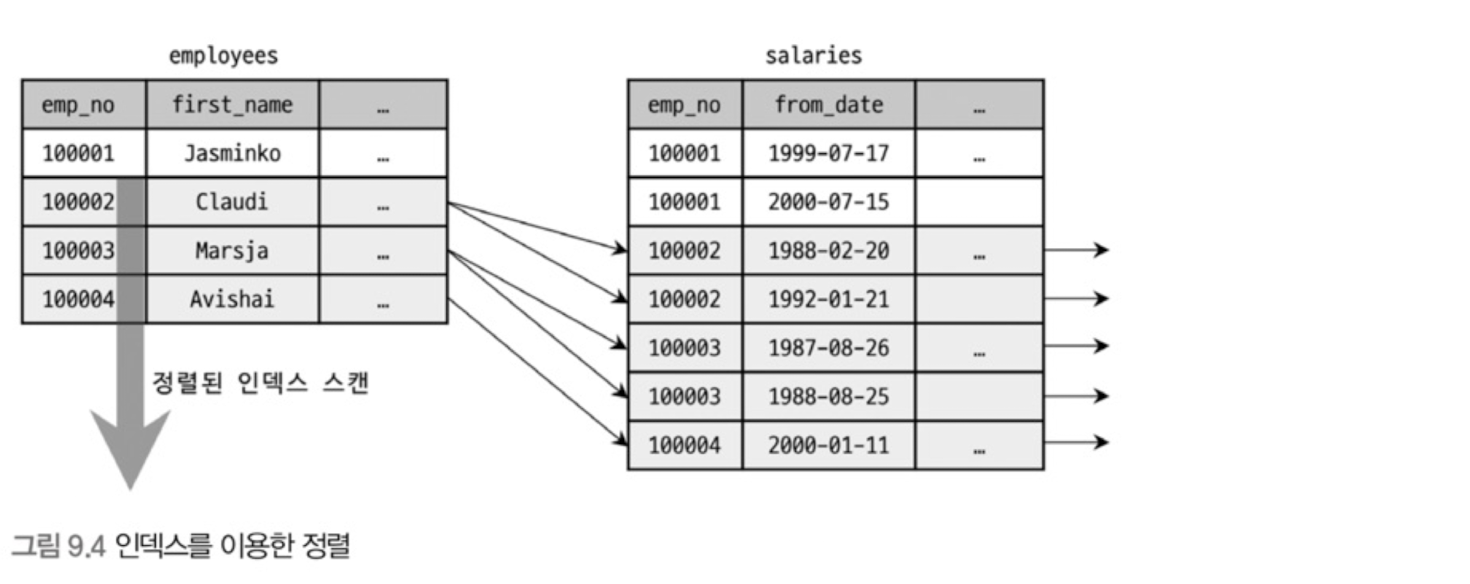 employees
emp_no first_name …
100001 Jasminko …
100002 Claudi …
100003 Marsja …
100004 Avishai …
정렬된 인덱스 스캔
salaries
emp_no from_date …
100001 1999-07-17 …
100001 2000-07-15
100002 1988-02-20 …
100002 1992-01-21
100003 1987-08-26 …
100003 1988-08-25
100004 2000-01-11 …
그림 9.4 인덱스를 이용한 정렬